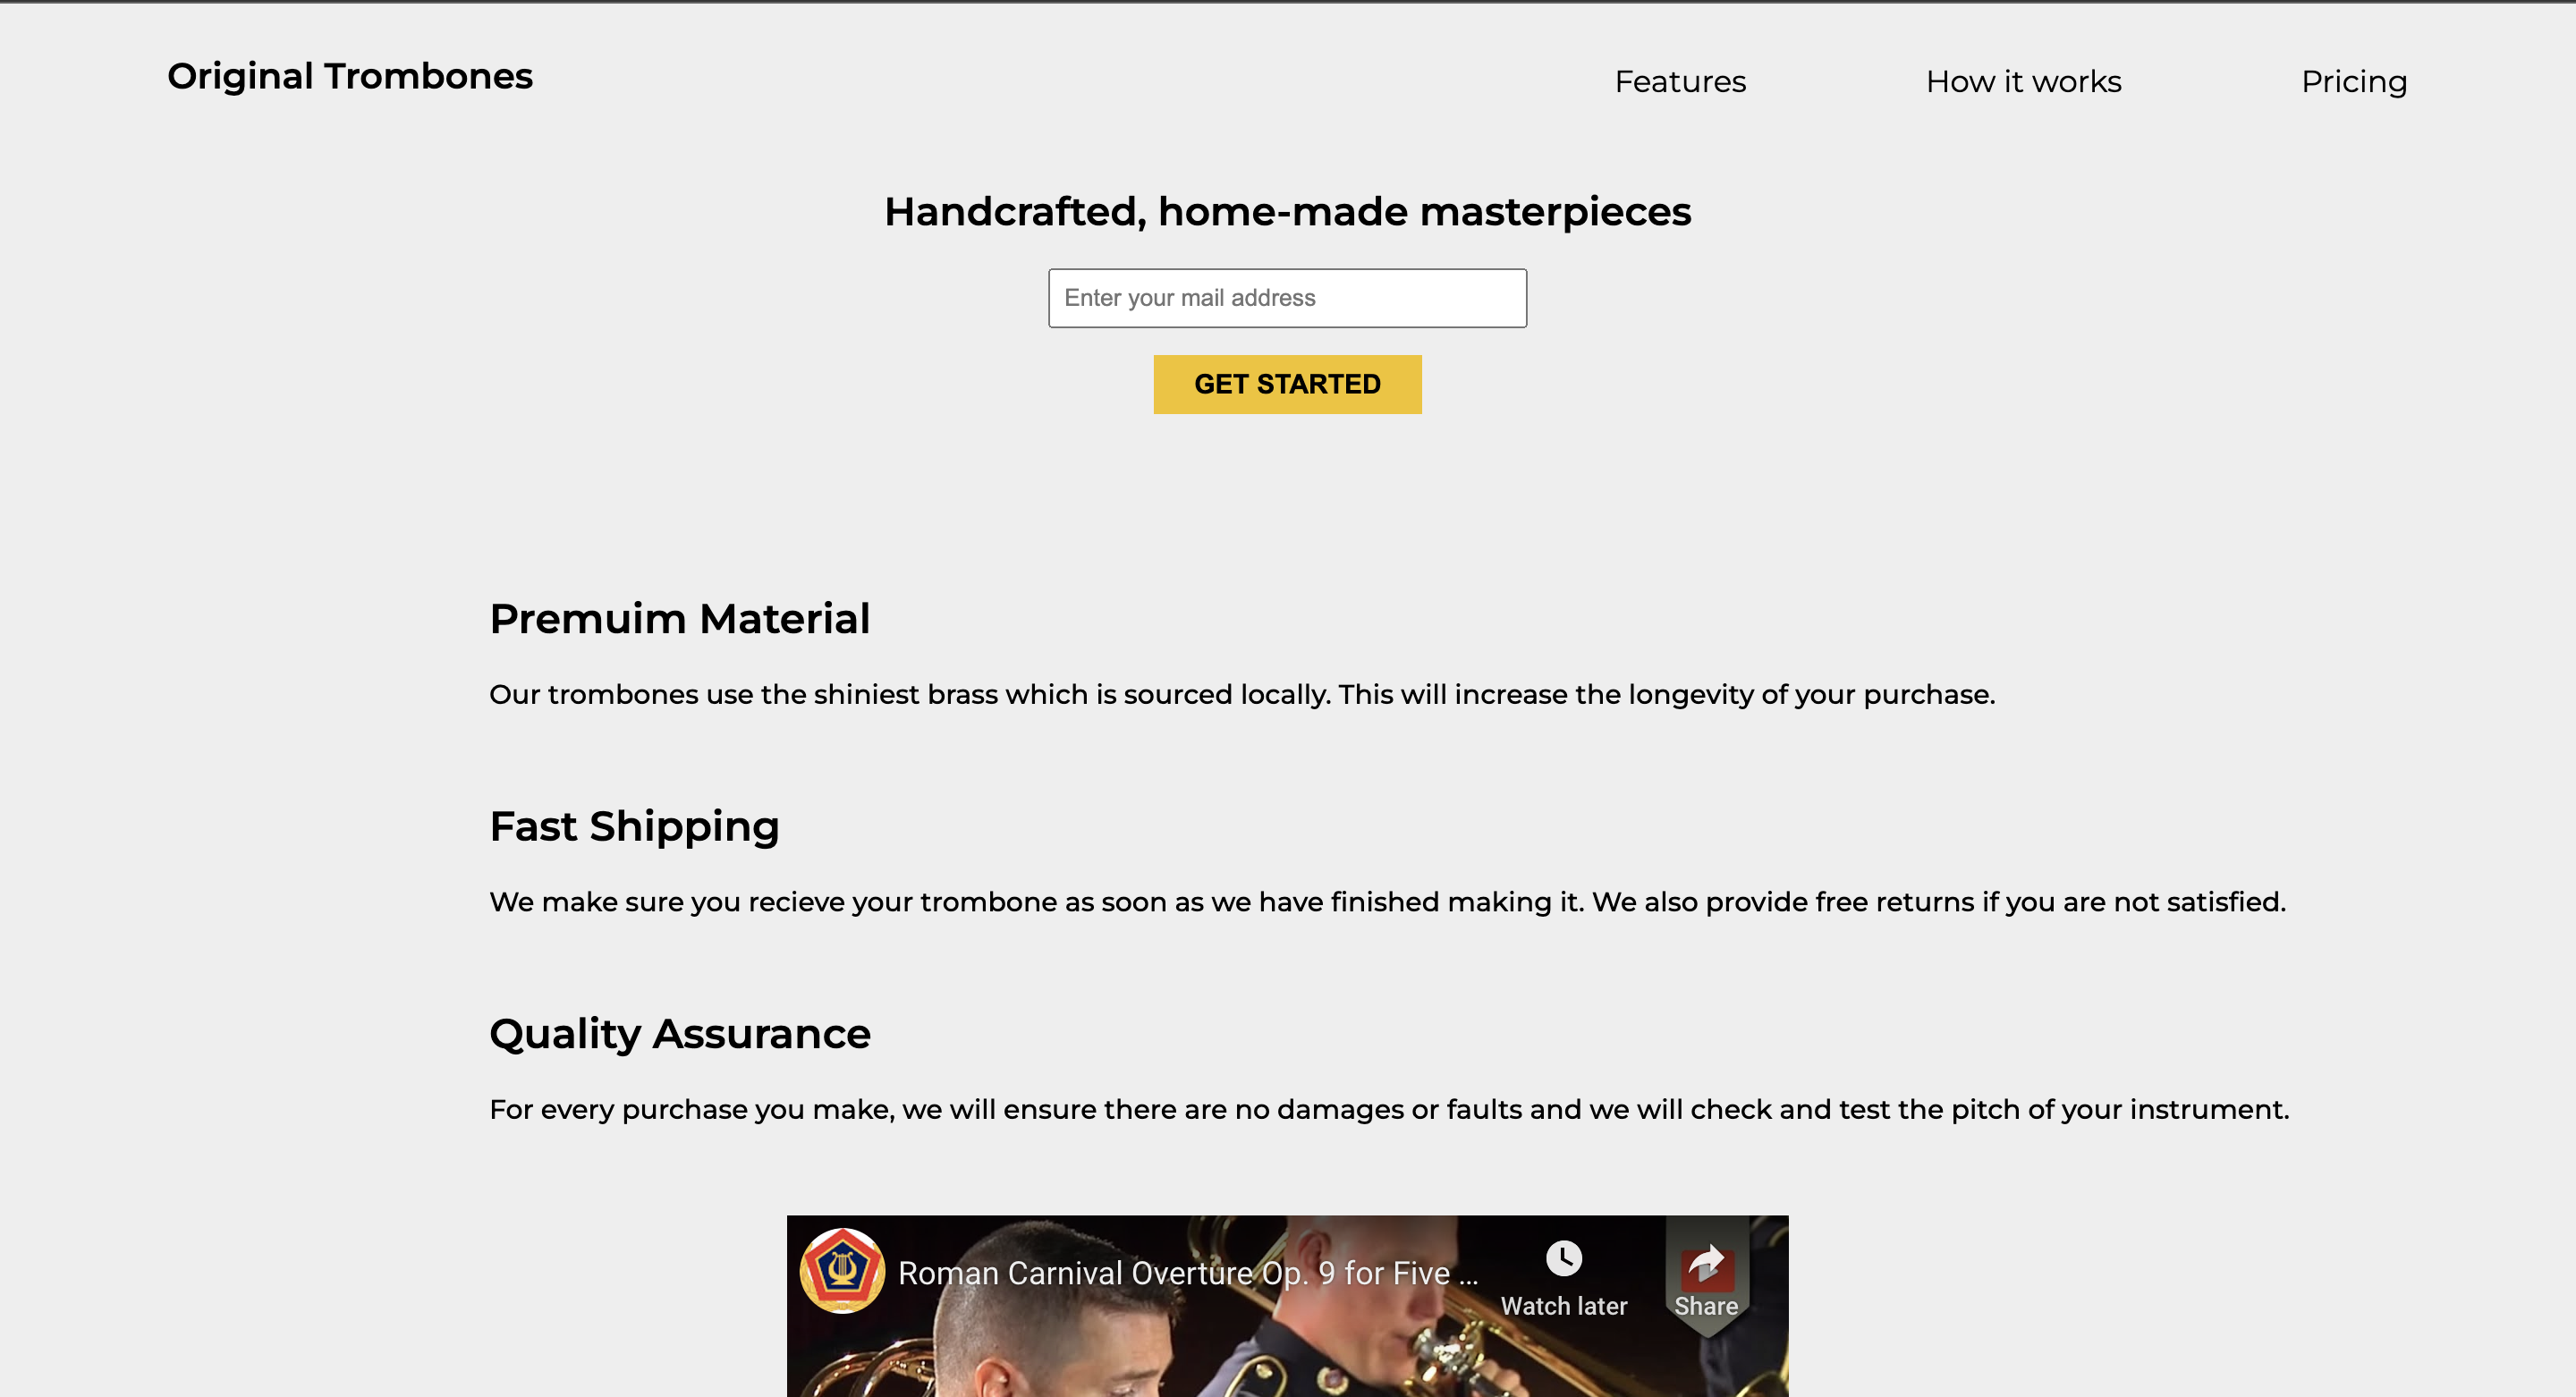 Original Trombones
Features
How it works
Pricing
Handcrafted, home-made masterpieces
Enter your mail address
GET STARTED
Premuim Material
Our trombones use the shiniest brass which is sourced locally. This will increase the longevity of your purchase.
Fast Shipping
We make sure you recieve your trombone as soon as we have finished making it. We also provide free returns if you are not satisfied.
Quality Assurance
For every purchase you make, we will ensure there are no damages or faults and we will check and test the pitch of your instrument.
Roman Carnival Overture Op. 9 for Five ...
Watch later
Share